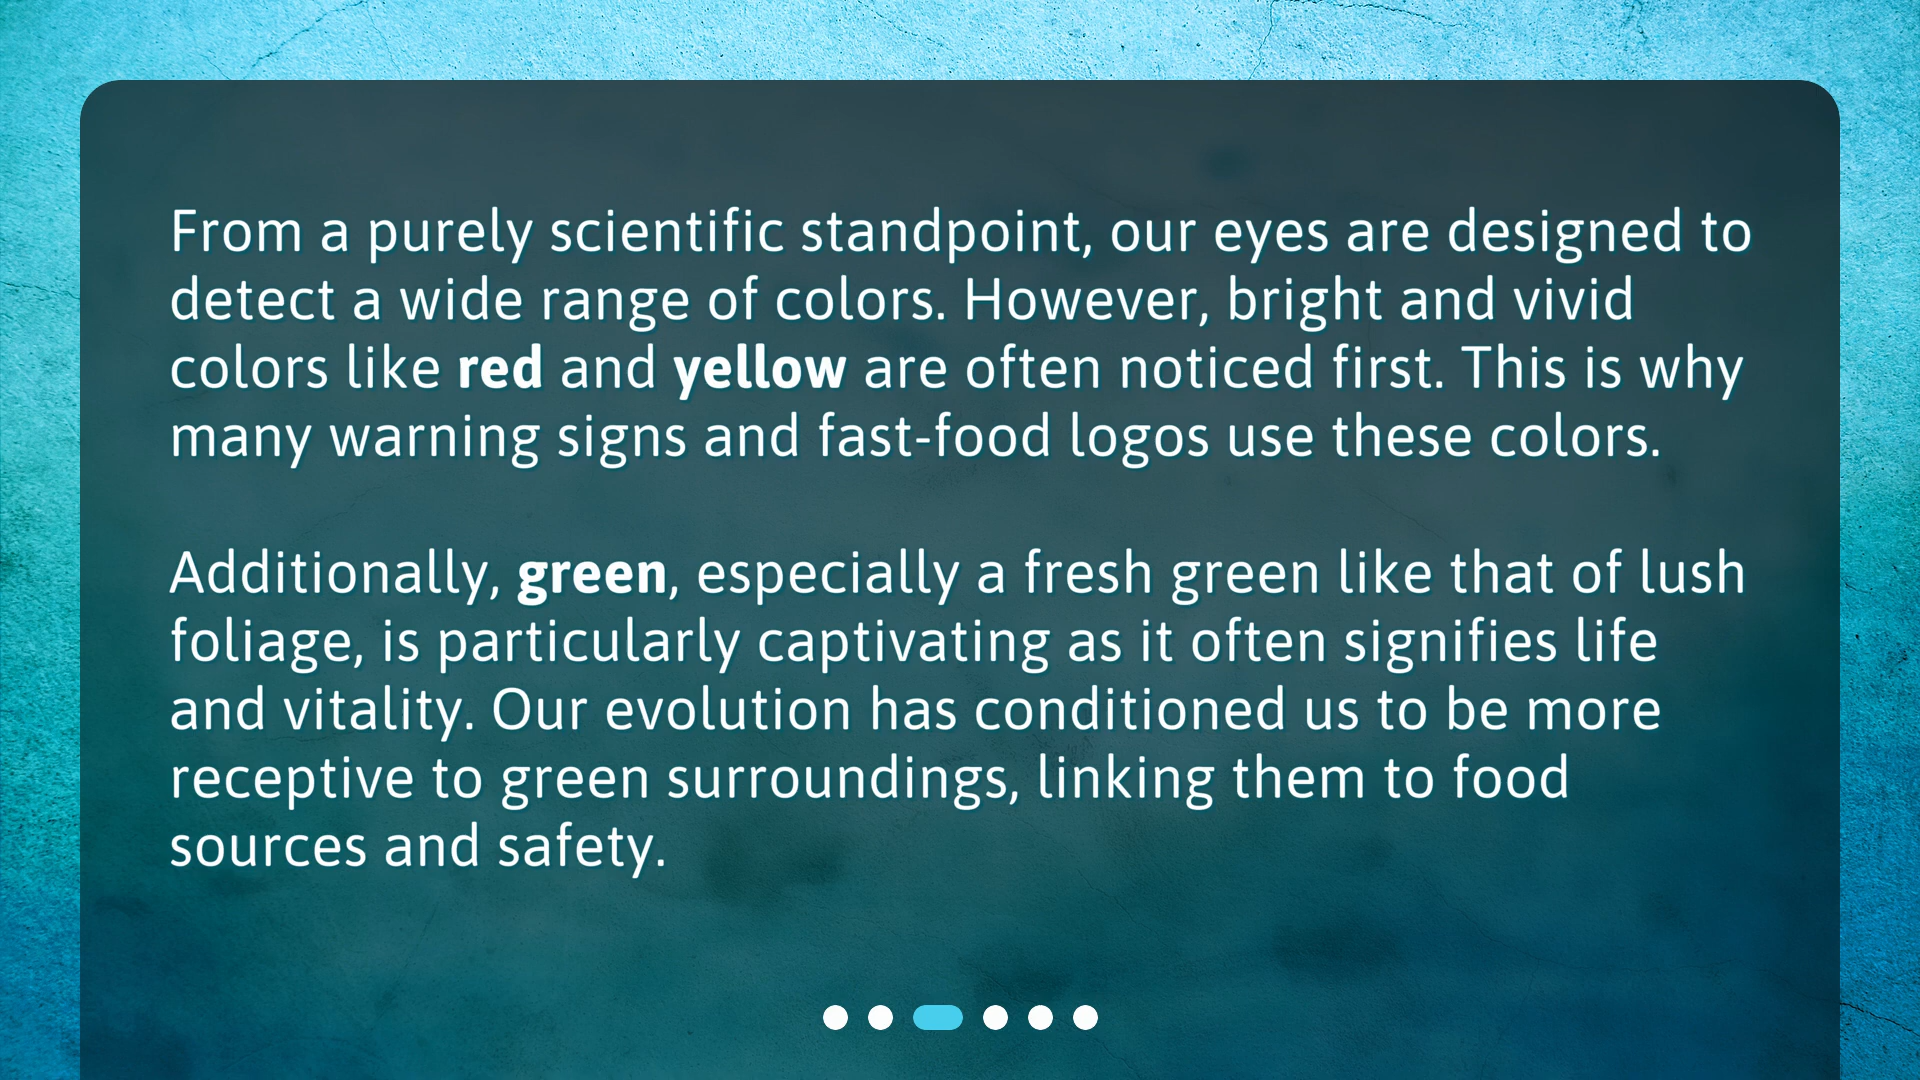 From a purely scientific standpoint, our eyes are designed to
detect a wide range of colors. However, bright and vivid
colors like red and yellow are often noticed first. This is why
many warning signs and fast-food logos use these colors.
Additionally, green, especially a fresh green like that of lush
foliage, is particularly captivating as it often signifies life
and vitality. Our evolution has conditioned us to be more
receptive to green surroundings, linking them to food
sources and safety.